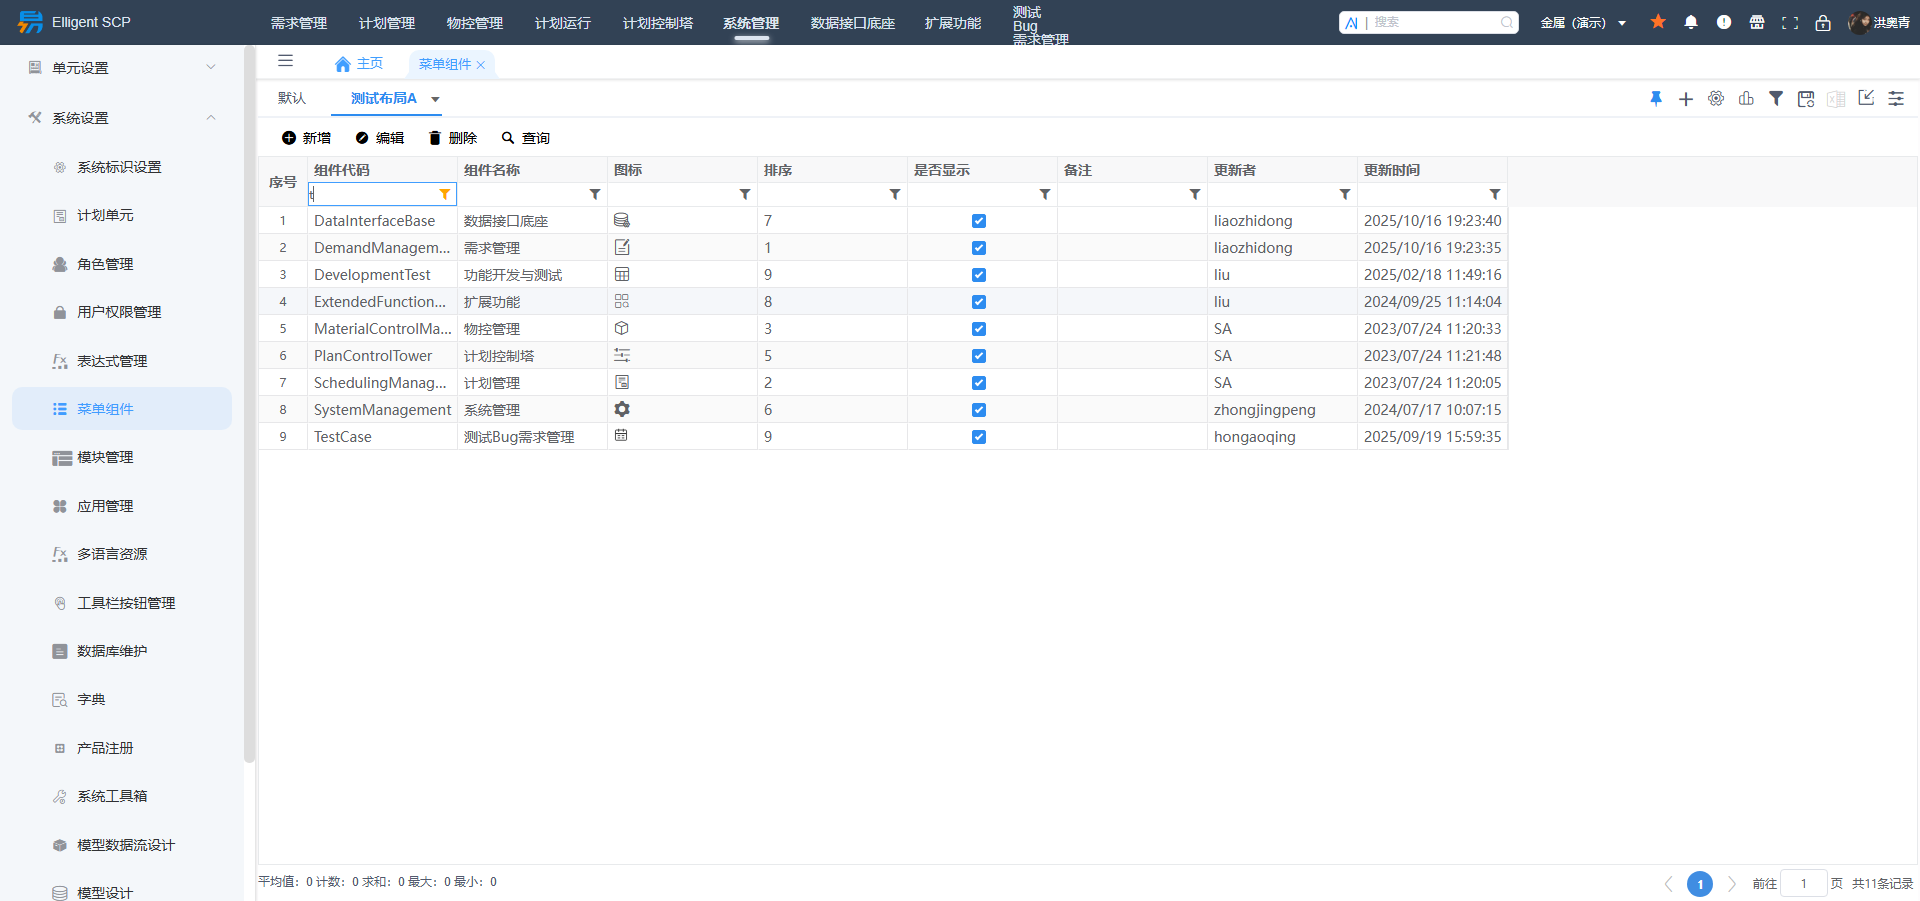 Elligent SCP
需求管理
计划管理
物控管理
计划运行
计划控制塔
系统管理
数据接口底座
扩展功能
测试
Bug
需求管理
AI | 搜索
金属（演示）
洪奥青
单元设置
系统设置
系统标识设置
计划单元
角色管理
用户权限管理
表达式管理
菜单组件
模块管理
应用管理
多语言资源
工具栏按钮管理
数据库维护
字典
产品注册
系统工具箱
模型数据流设计
模型设计
主页
菜单组件
默认
测试布局A
新增 编辑 删除 查询
序号 组件代码 组件名称 图标 排序 是否显示 备注 更新者 更新时间
t
1 DataInterfaceBase 数据接口底座 7 liaozhidong 2025/10/16 19:23:40
2 DemandManagem... 需求管理 1 liaozhidong 2025/10/16 19:23:35
3 DevelopmentTest 功能开发与测试 9 liu 2025/02/18 11:49:16
4 ExtendedFunction... 扩展功能 8 liu 2024/09/25 11:14:04
5 MaterialControlMa... 物控管理 3 SA 2023/07/24 11:20:33
6 PlanControlTower 计划控制塔 5 SA 2023/07/24 11:21:48
7 SchedulingManag... 计划管理 2 SA 2023/07/24 11:20:05
8 SystemManagement 系统管理 6 zhongjingpeng 2024/07/17 10:07:15
9 TestCase 测试Bug需求管理 9 hongaoqing 2025/09/19 15:59:35
平均值：0 计数：0 求和：0 最大：0 最小：0
1
前往 1 页 共11条记录